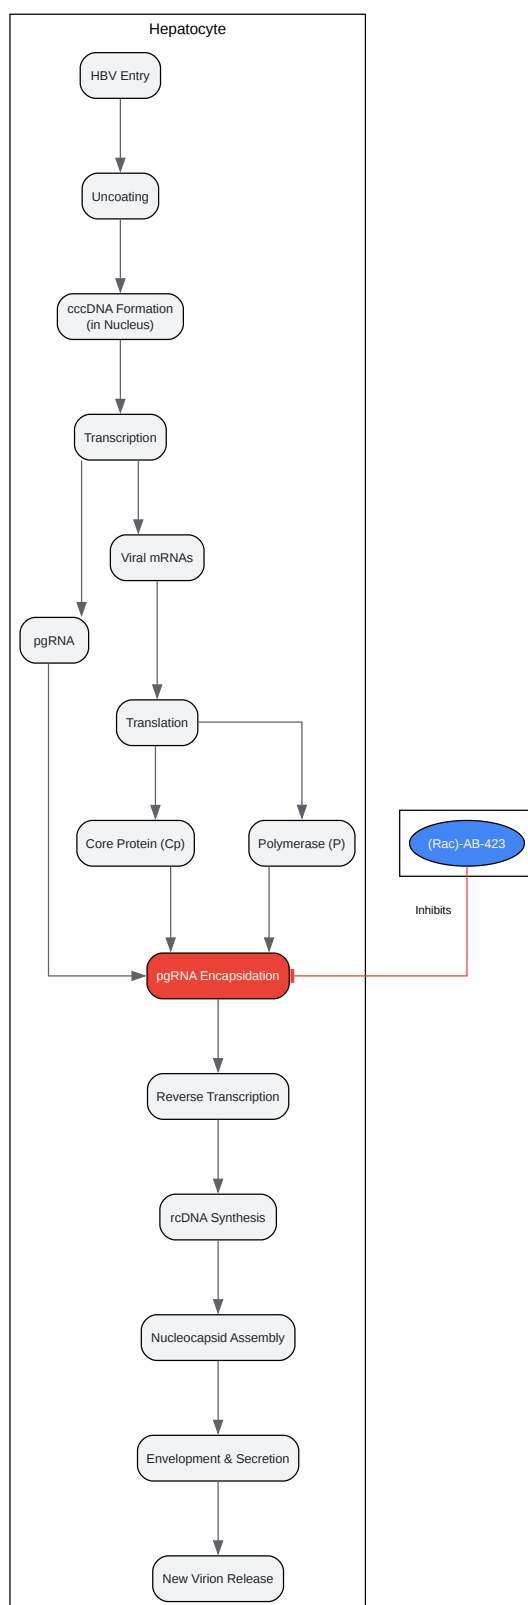 Hepatocyte
HBV Entry
Uncoating
cccDNA Formation
(in Nucleus)
Transcription
Viral mRNAs
pgRNA
Translation
Core Protein (Cp)
Polymerase (P)
(Rac)-AB-423
Inhibits
pgRNA Encapsidation
Reverse Transcription
rcDNA Synthesis
Nucleocapsid Assembly
Envelopment & Secretion
New Virion Release